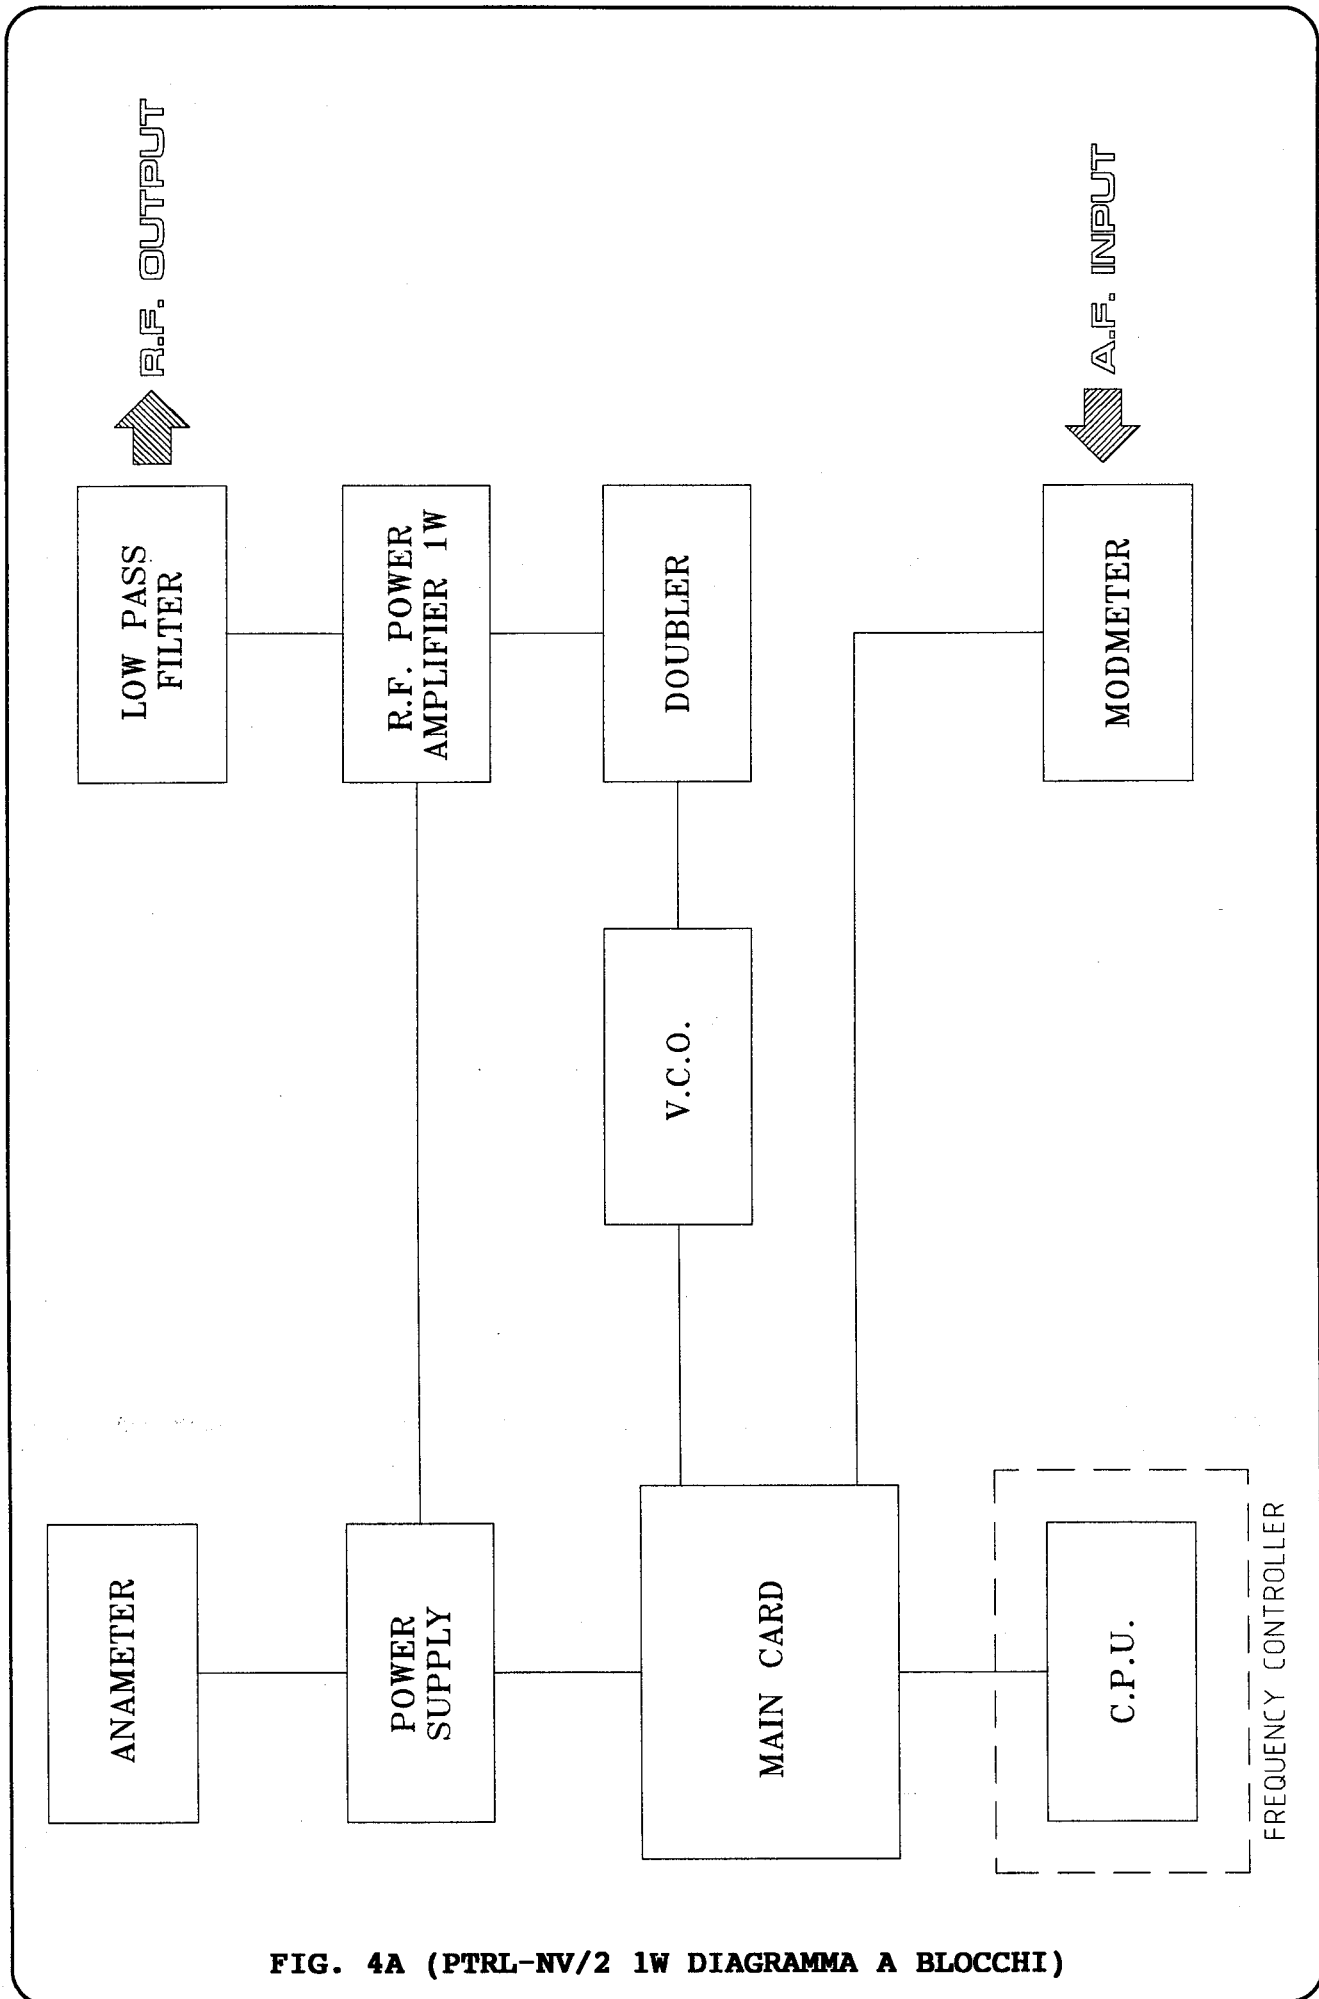 ANAMETER
LOW PASS
FILTER
R.F. OUTPUT
POWER
SUPPLY
R.F. POWER
AMPLIFIER 1W
V.C.O.
DOUBLER
MAIN CARD
C.P.U.
FREQUENCY CONTROLLER
MODMETER
A.F. INPUT
FIG. 4A (PTRL-NV/2 1W DIAGRAMMA A BLOCCHI)